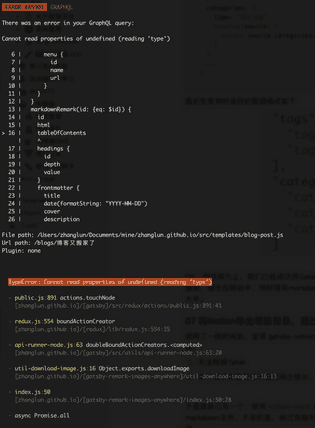 ERROR #85901  GRAPHQL
There was an error in your GraphQL query:
Cannot read properties of undefined (reading 'type')
6 |       menu {
7 |         id
8 |         name
9 |         url
10 |       }
11 |     }
12 |   }
13 |   markdownRemark(id: {eq: $id}) {
14 |     id
15 |     html
> 16 |     tableOfContents
|     ^
17 |     headings {
18 |       id
19 |       depth
20 |       value
21 |     }
22 |     frontmatter {
23 |       title
24 |       date(formatString: "YYYY-MM-DD")
25 |       cover
26 |       description
File path: /Users/zhanglun/Documents/mine/zhanglun.github.io/src/templates/blog-post.js
Url path: /blogs/博客又搬家了
Plugin: none
TypeError: Cannot read properties of undefined (reading 'type')
- public.js:891 actions.touchNode
[zhanglun.github.io]/[gatsby]/src/redux/actions/public.js:891:41
- redux.js:554 boundActionCreator
[zhanglun.github.io]/[redux]/lib/redux.js:554:35
- api-runner-node.js:63 doubleBoundActionCreators.<computed>
[zhanglun.github.io]/[gatsby]/src/utils/api-runner-node.js:63:20
- util-download-image.js:16 Object.exports.downloadImage
[zhanglun.github.io]/[gatsby-remark-images-anywhere]/util-download-image.js:16:13
- index.js:50
[zhanglun.github.io]/[gatsby-remark-images-anywhere]/index.js:50:28
- async Promise.all